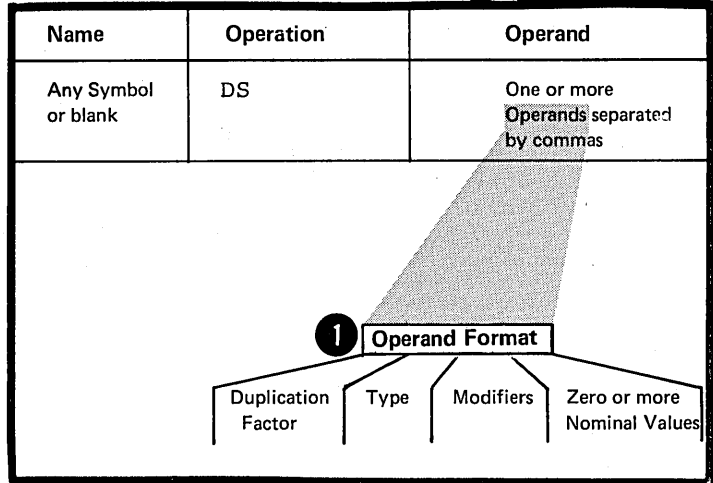 Name Operation Operand
Any Symbol DS One or more
or blank Operands separated
by commas
1 Operand Format
Duplication Type Modifiers Zero or more
Factor Nominal Values